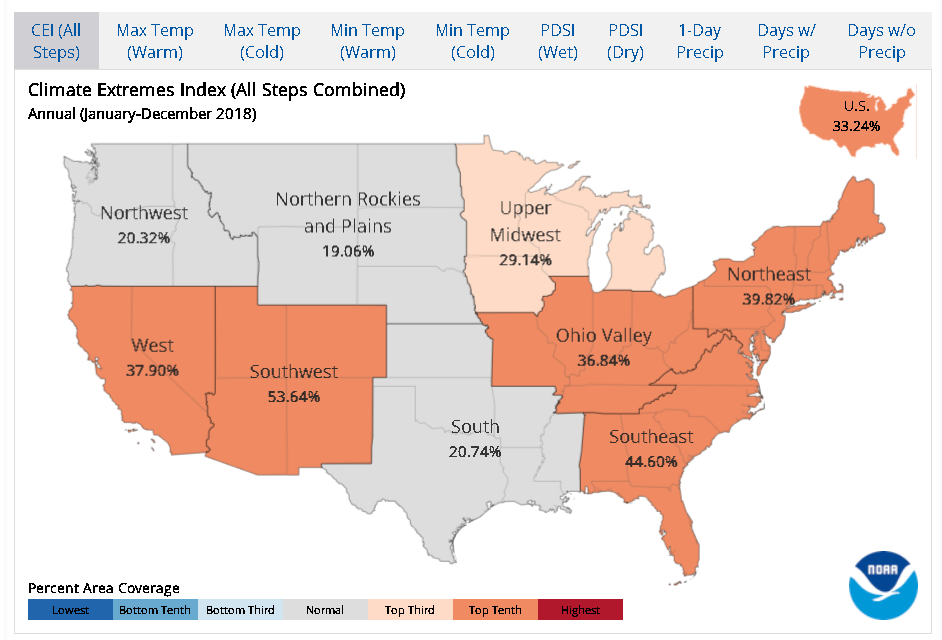 CEI (All Steps)
Max Temp (Warm)
Max Temp (Cold)
Min Temp (Warm)
Min Temp (Cold)
PDSI (Wet)
PDSI (Dry)
1-Day Precip
Days w/ Precip
Days w/o Precip
Climate Extremes Index (All Steps Combined)
Annual (January-December 2018)
U.S.
33.24%
Northwest
20.32%
Northern Rockies
and Plains
19.06%
Upper
Midwest
29.14%
Northeast
39.82%
West
37.90%
Southwest
53.64%
Ohio Valley
36.84%
South
20.74%
Southeast
44.60%
Percent Area Coverage
Lowest
Bottom Tenth
Bottom Third
Normal
Top Third
Top Tenth
Highest
NOAA